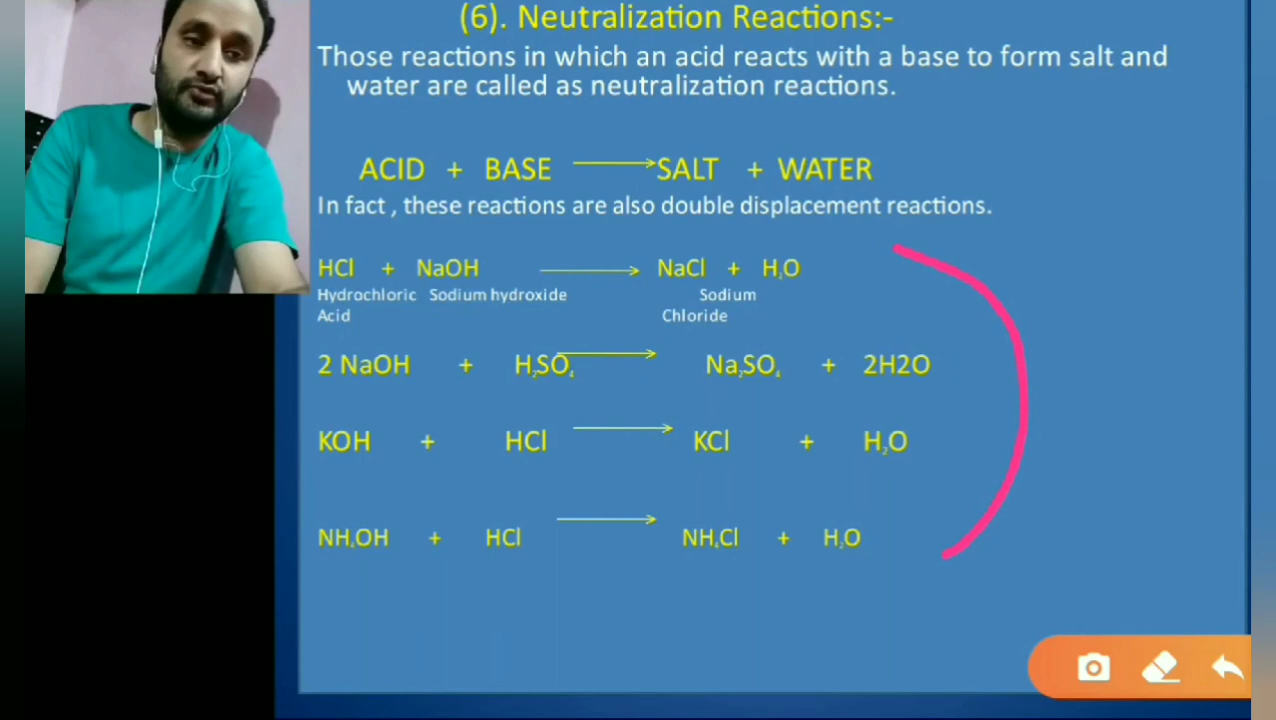 (6). Neutralization Reactions:-
Those reactions in which an acid reacts with a base to form salt and
water are called as neutralization reactions.
ACID + BASE ⟶ SALT + WATER
In fact , these reactions are also double displacement reactions.
HCl + NaOH ⟶ NaCl + H₂O
Hydrochloric Sodium hydroxide Sodium
Acid Chloride
2 NaOH + H₂SO₄ ⟶ Na₂SO₄ + 2H2O
KOH + HCl ⟶ KCl + H₂O
NH₄OH + HCl ⟶ NH₄Cl + H₂O